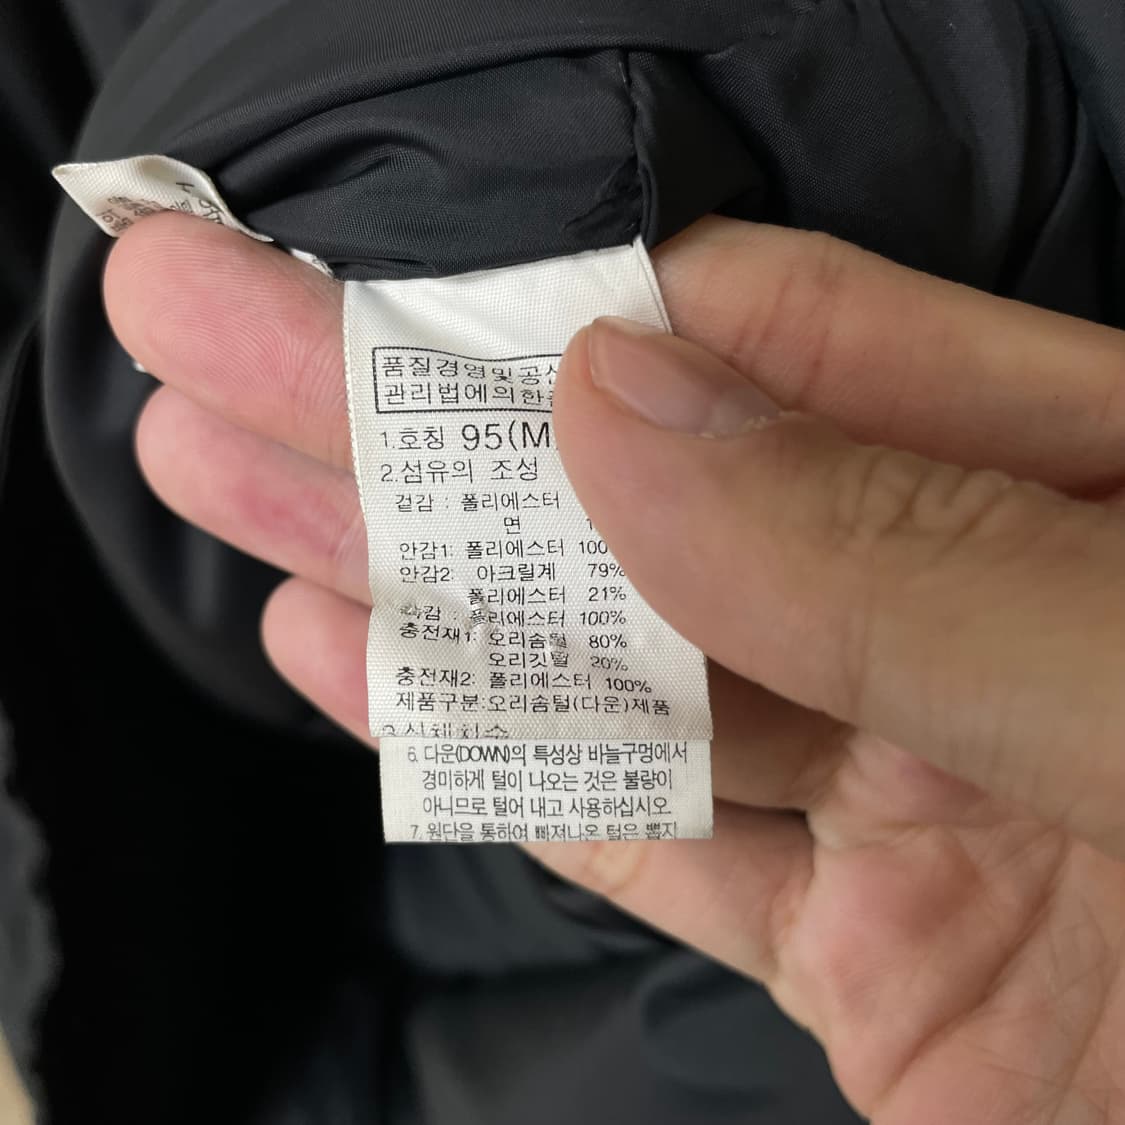 품질경영및공
관리법에의한
1.호칭 95(M
2.섬유의 조성
겉감 : 폴리에스터
면 1
안감1: 폴리에스터 100
안감2: 아크릴계 79%
폴리에스터 21%
폴리에스터 100%
충전재1: 오리솜털 80%
오리깃털 20%
충전재2: 폴리에스터 100%
제품구분:오리솜털(다운)제품
6. 다운(DOWN)의 특성상 바늘구멍에서
경미하게 털이 나오는 것은 불량이
아니므로 털어 내고 사용하십시오.
7. 원단을 통하여 빠져나온 털은 뽑지